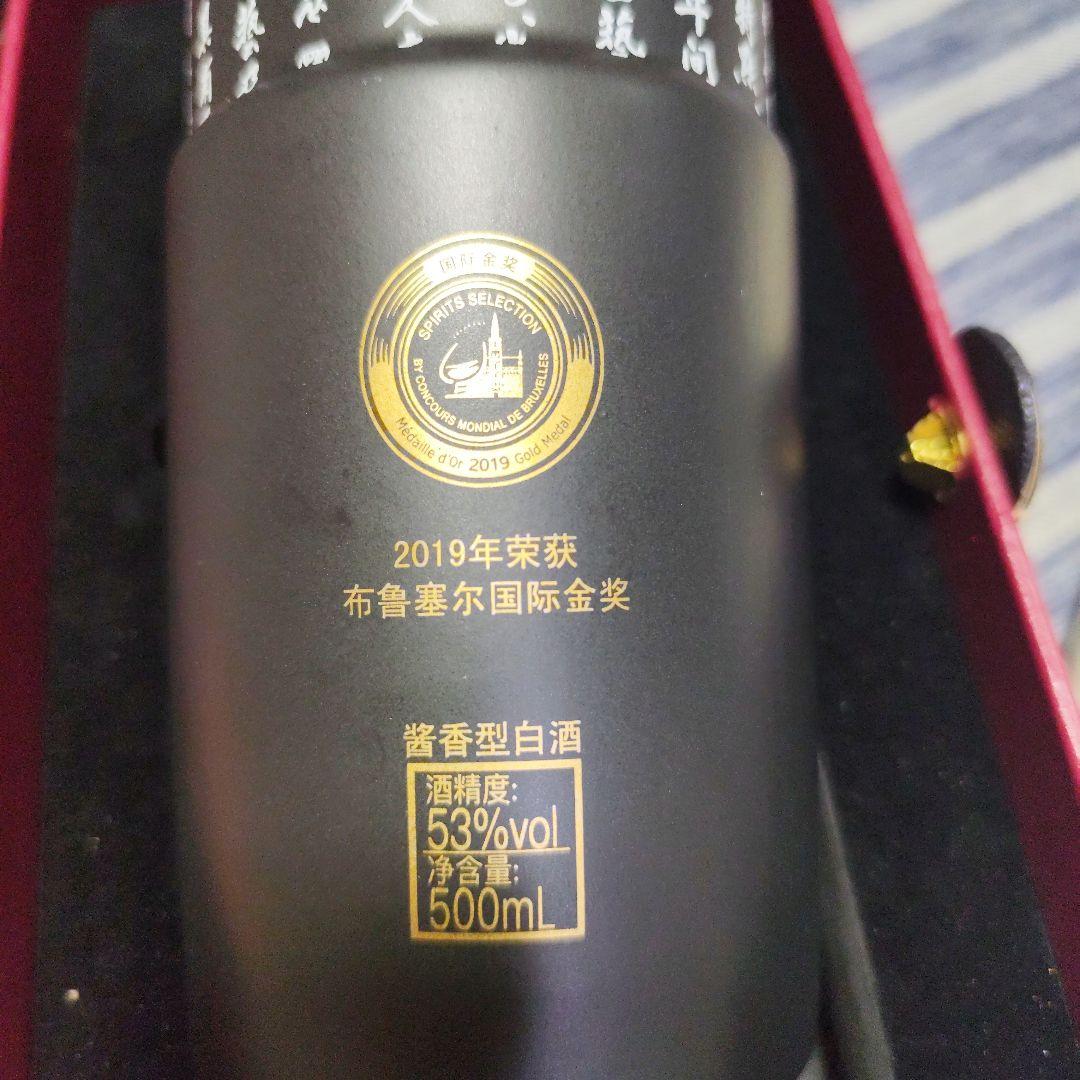 年间
国际金奖
SPIRITS SELECTION
BY CONCOURS MONDIAL DE BRUXELLES
Médaille d'Or 2019 Gold Medal
2019年荣获
布鲁塞尔国际金奖
酱香型白酒
酒精度:
53%vol
净含量:
500mL